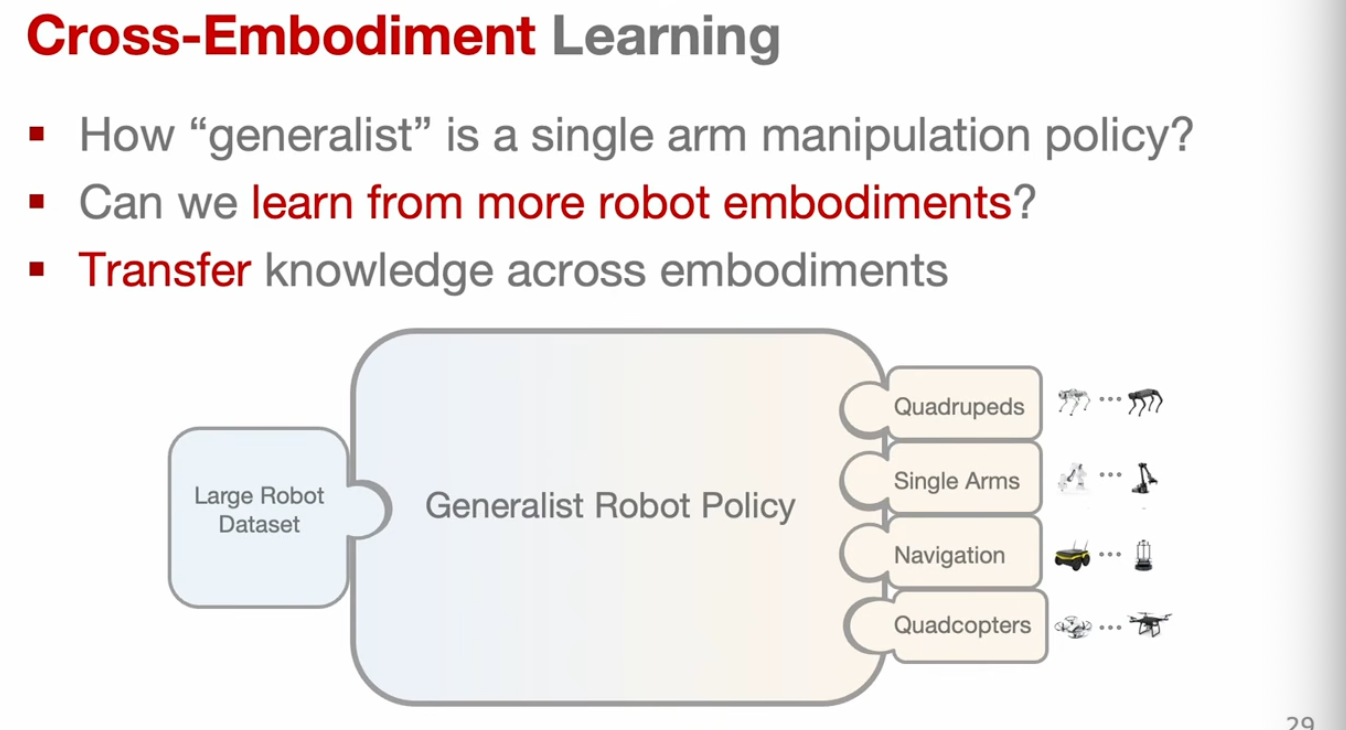 Cross-Embodiment Learning
▪ How “generalist” is a single arm manipulation policy?
▪ Can we learn from more robot embodiments?
▪ Transfer knowledge across embodiments
Large Robot
Dataset
Generalist Robot Policy
Quadrupeds
Single Arms
Navigation
Quadcopters
29